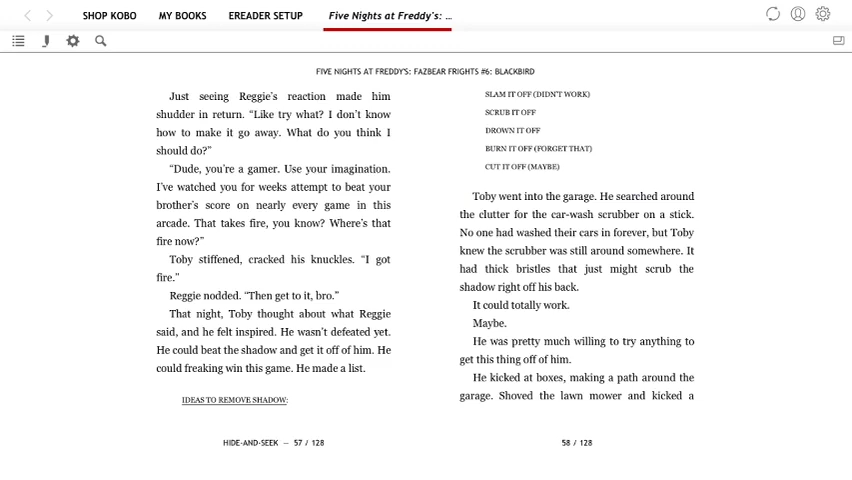 SHOP KOBO
MY BOOKS
EREADER SETUP
Five Nights at Freddy's: ...
FIVE NIGHTS AT FREDDY'S: FAZBEAR FRIGHTS #6: BLACKBIRD
Just seeing Reggie's reaction made him
shudder in return. “Like try what? I don't know
how to make it go away. What do you think I
should do?”
“Dude, you're a gamer. Use your imagination.
I've watched you for weeks attempt to beat your
brother's score on nearly every game in this
arcade. That takes fire, you know? Where's that
fire now?”
Toby stiffened, cracked his knuckles. “I got
fire.”
Reggie nodded. “Then get to it, bro.”
That night, Toby thought about what Reggie
said, and he felt inspired. He wasn't defeated yet.
He could beat the shadow and get it off of him. He
could freaking win this game. He made a list.
IDEAS TO REMOVE SHADOW:
HIDE-AND-SEEK — 57 / 128
SLAM IT OFF (DIDN'T WORK)
SCRUB IT OFF
DROWN IT OFF
BURN IT OFF (FORGET THAT)
CUT IT OFF (MAYBE)
Toby went into the garage. He searched around
the clutter for the car-wash scrubber on a stick.
No one had washed their cars in forever, but Toby
knew the scrubber was still around somewhere. It
had thick bristles that just might scrub the
shadow right off his back.
It could totally work.
Maybe.
He was pretty much willing to try anything to
get this thing off of him.
He kicked at boxes, making a path around the
garage. Shoved the lawn mower and kicked a
58 / 128